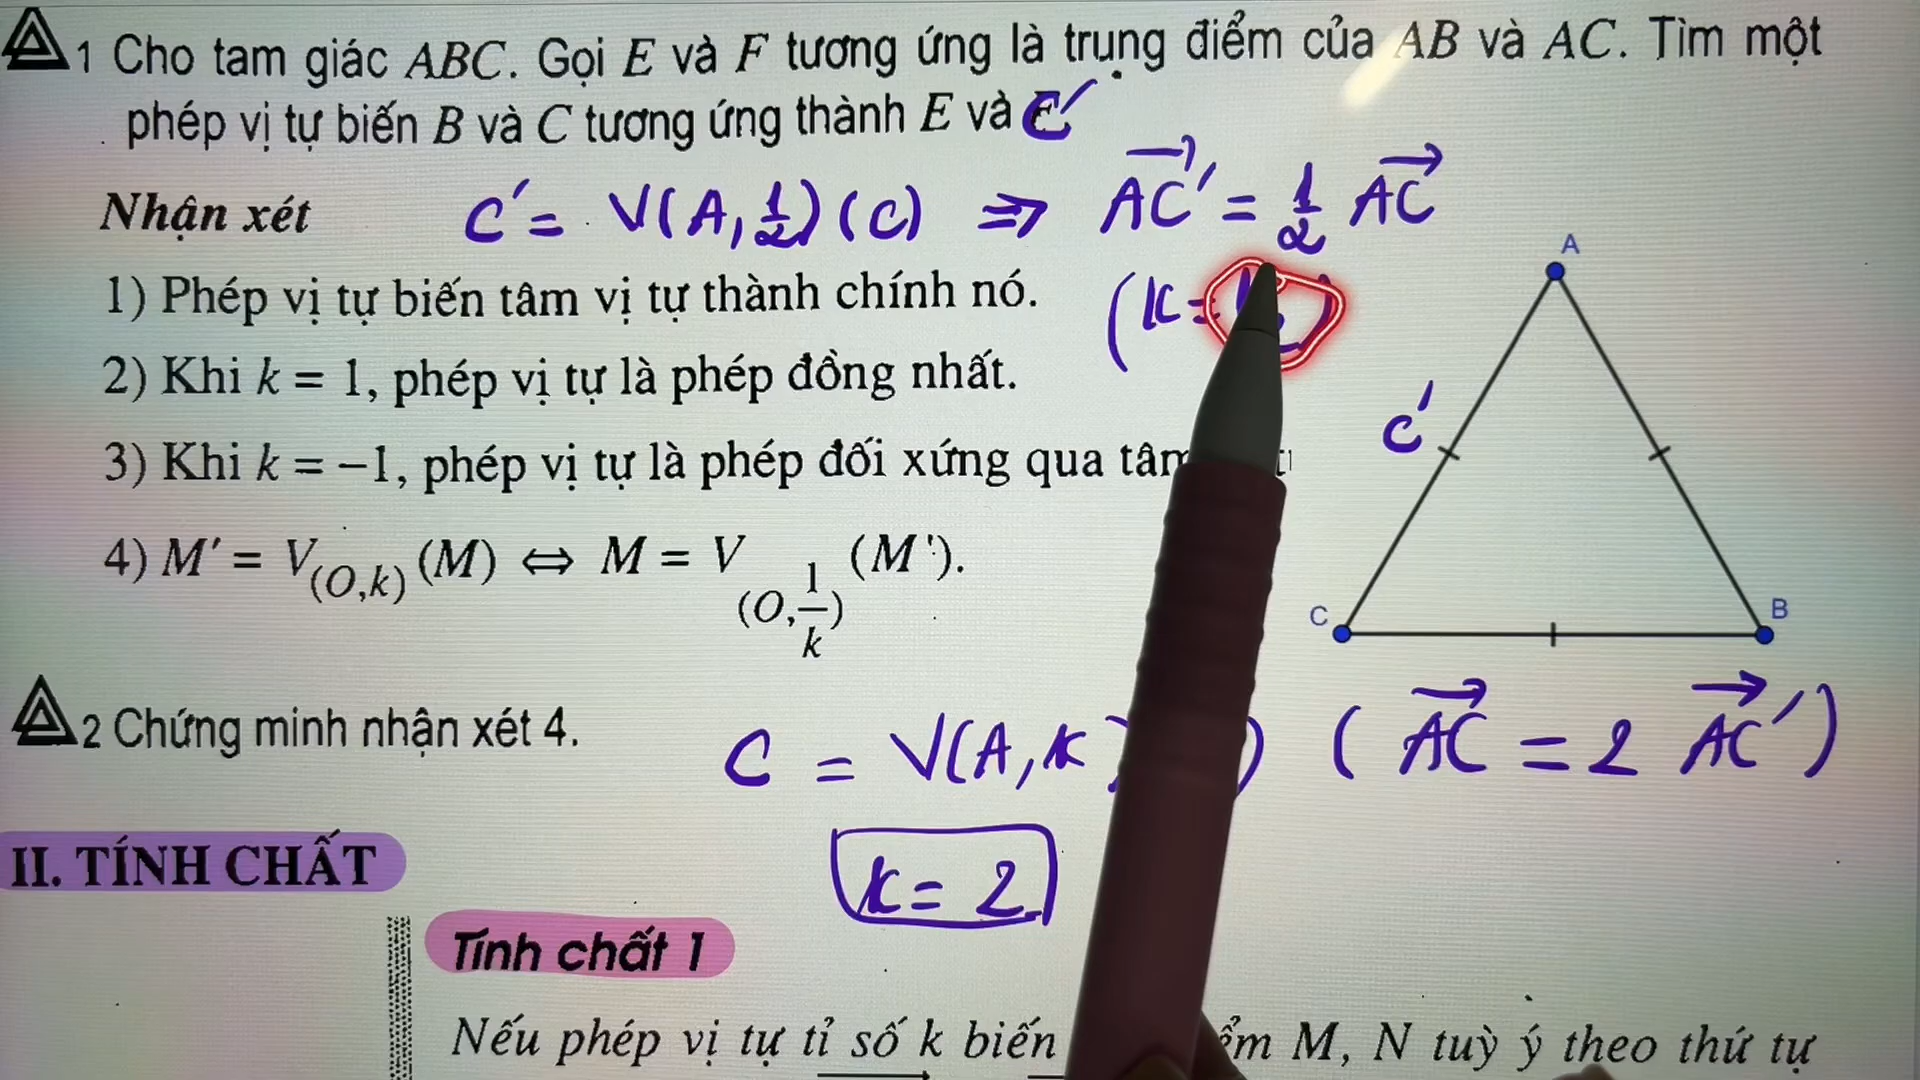 1 Cho tam giác ABC. Gọi E và F tương ứng là trung điểm của AB và AC. Tìm một
phép vị tự biến B và C tương ứng thành E và C'
Nhận xét
C' = V(A, 1/2) (C) ⇒ AC' = 1/2 AC
1) Phép vị tự biến tâm vị tự thành chính nó.
(k =
2) Khi k = 1, phép vị tự là phép đồng nhất.
3) Khi k = −1, phép vị tự là phép đối xứng qua
4) M' = V(O,k) (M) ⇔ M = V(O,1/k) (M').
A
C'
C
B
2 Chứng minh nhận xét 4.
C = V(A, k ) (AC = 2 AC')
k = 2
II. TÍNH CHẤT
Tính chất 1
Nếu phép vị tự tỉ số k biến M, N tuỳ ý theo thứ tự